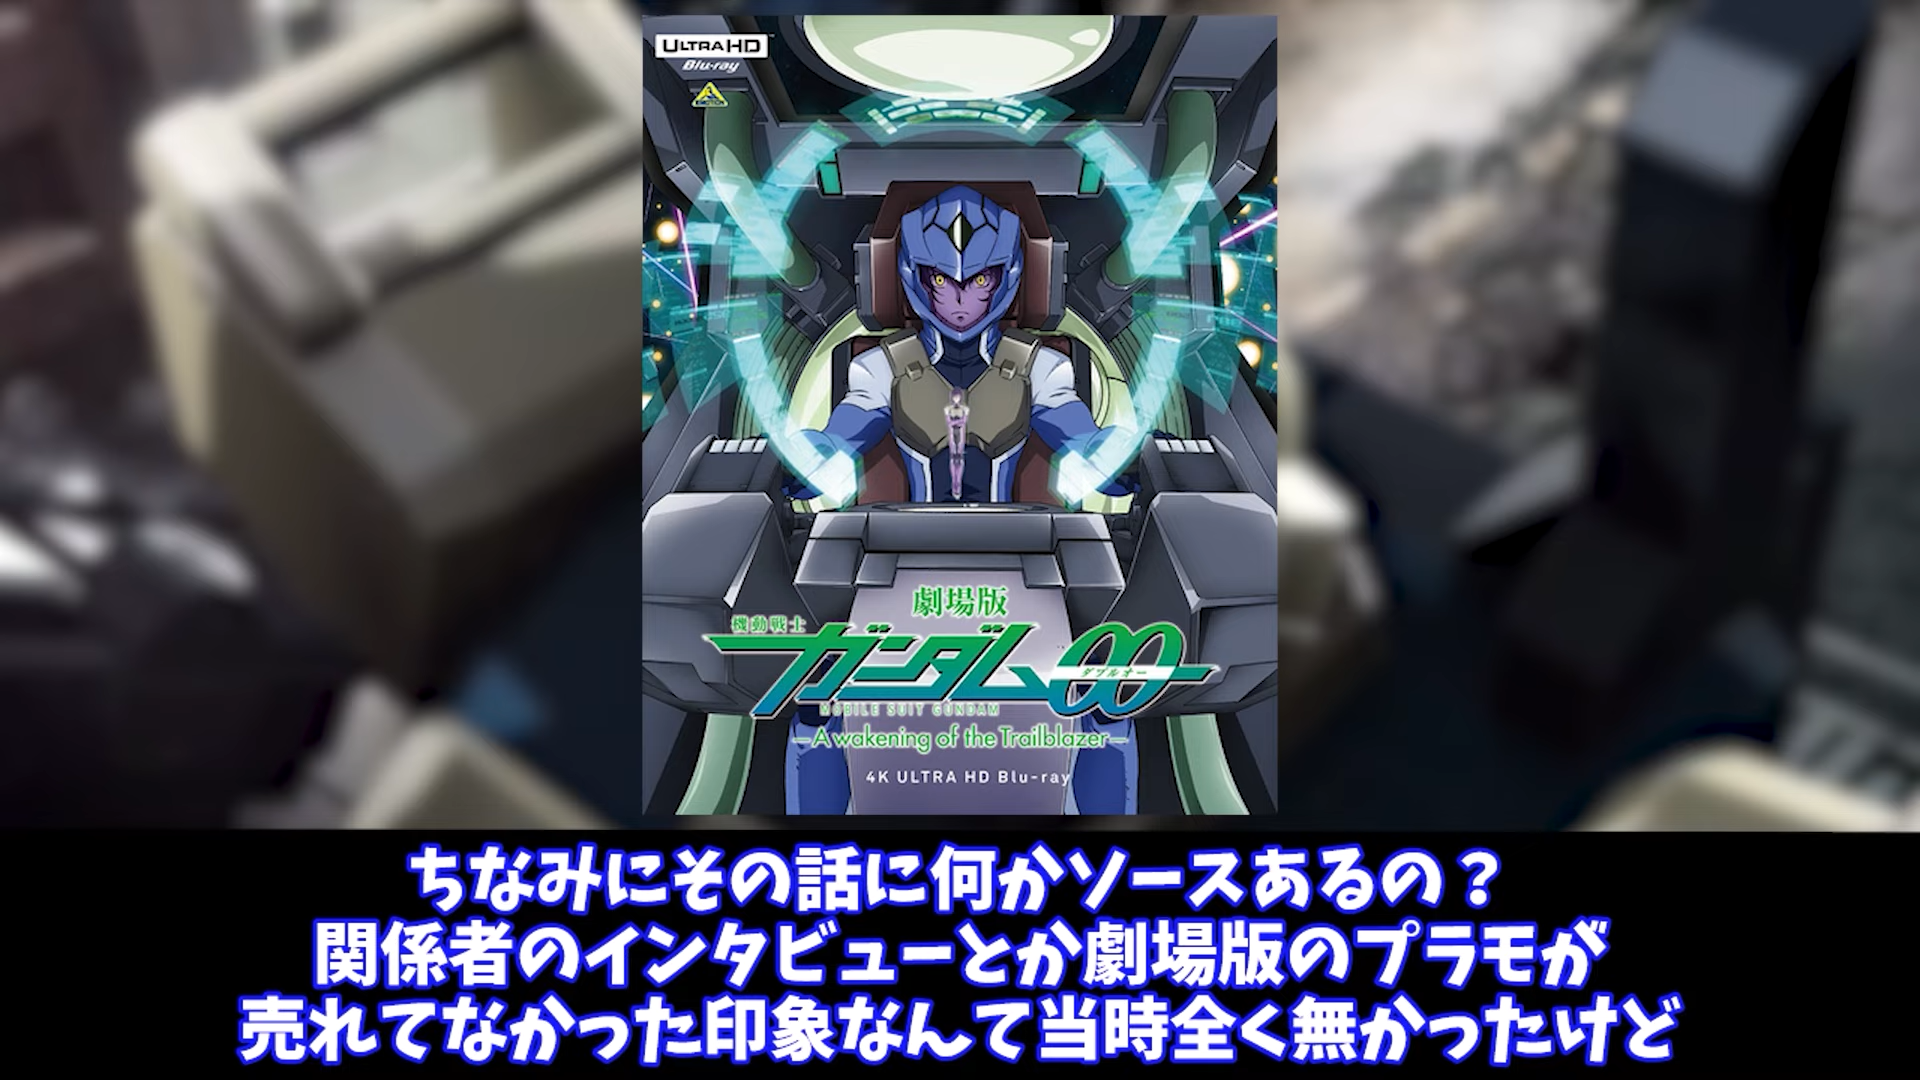 ULTRA HD
Blu-ray
劇場版
機動戦士
ガンダム00
ダブルオー
MOBILE SUIT GUNDAM
—A wakening of the Trailblazer—
4K ULTRA HD Blu-ray
ちなみにその話に何かソースあるの？
関係者のインタビューとか劇場版のプラモが
売れてなかった印象なんて当時全く無かったけど